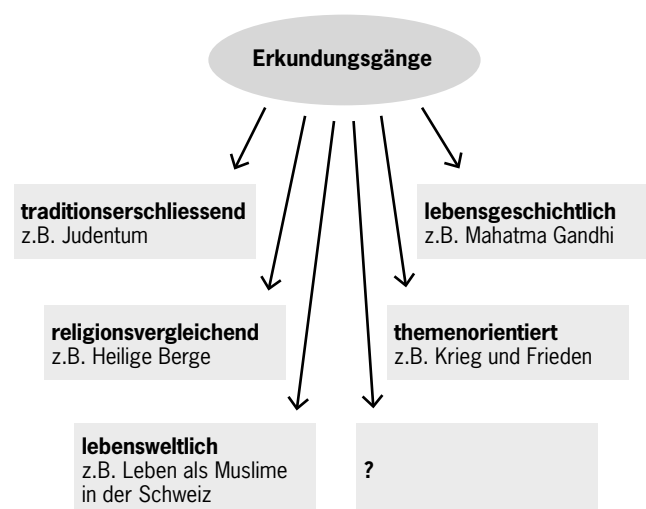 Erkundungsgänge
traditionserschliessend
z.B. Judentum
lebensgeschichtlich
z.B. Mahatma Gandhi
religionsvergleichend
z.B. Heilige Berge
themenorientiert
z.B. Krieg und Frieden
lebensweltlich
z.B. Leben als Muslime
in der Schweiz
?